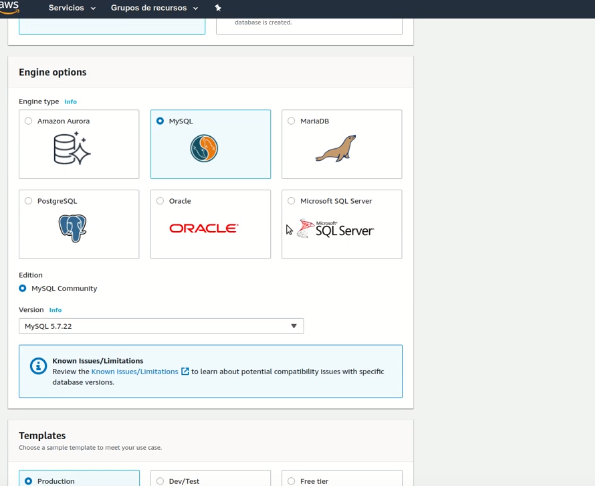 aws
Servicios
Grupos de recursos
database is created.
Engine options
Engine type Info
Amazon Aurora
MySQL
MariaDB
PostgreSQL
Oracle
Microsoft SQL Server
ORACLE
Microsoft
SQL Server
Edition
MySQL Community
Version Info
MySQL 5.7.22
Known Issues/Limitations
Review the Known Issues/Limitations to learn about potential compatibility issues with specific
database versions.
Templates
Choose a sample template to meet your use case.
Production
Dev/Test
Free tier